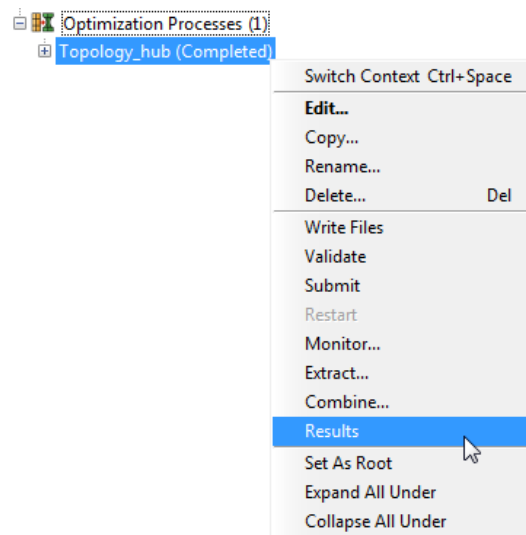 Optimization Processes (1)
Topology_hub (Completed)
Switch Context Ctrl+Space
Edit...
Copy...
Rename...
Delete... Del
Write Files
Validate
Submit
Restart
Monitor...
Extract...
Combine...
Results
Set As Root
Expand All Under
Collapse All Under